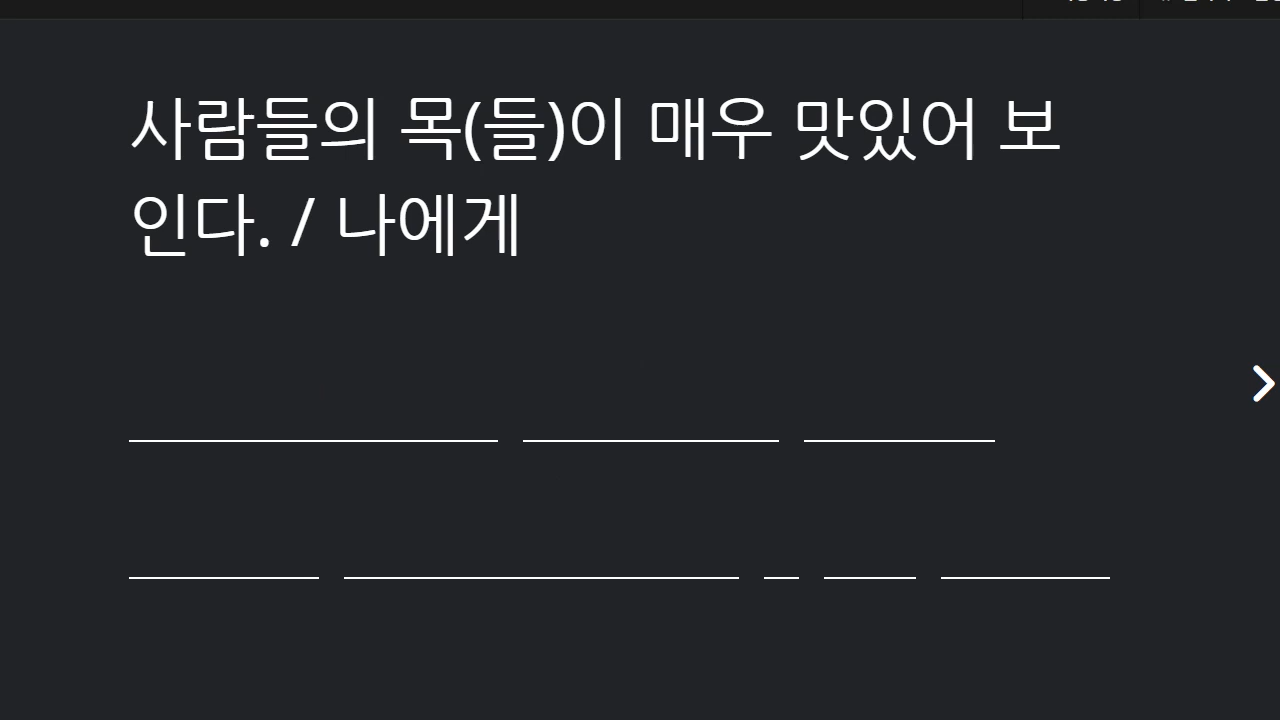 사람들의 목(들)이 매우 맛있어 보
인다. / 나에게